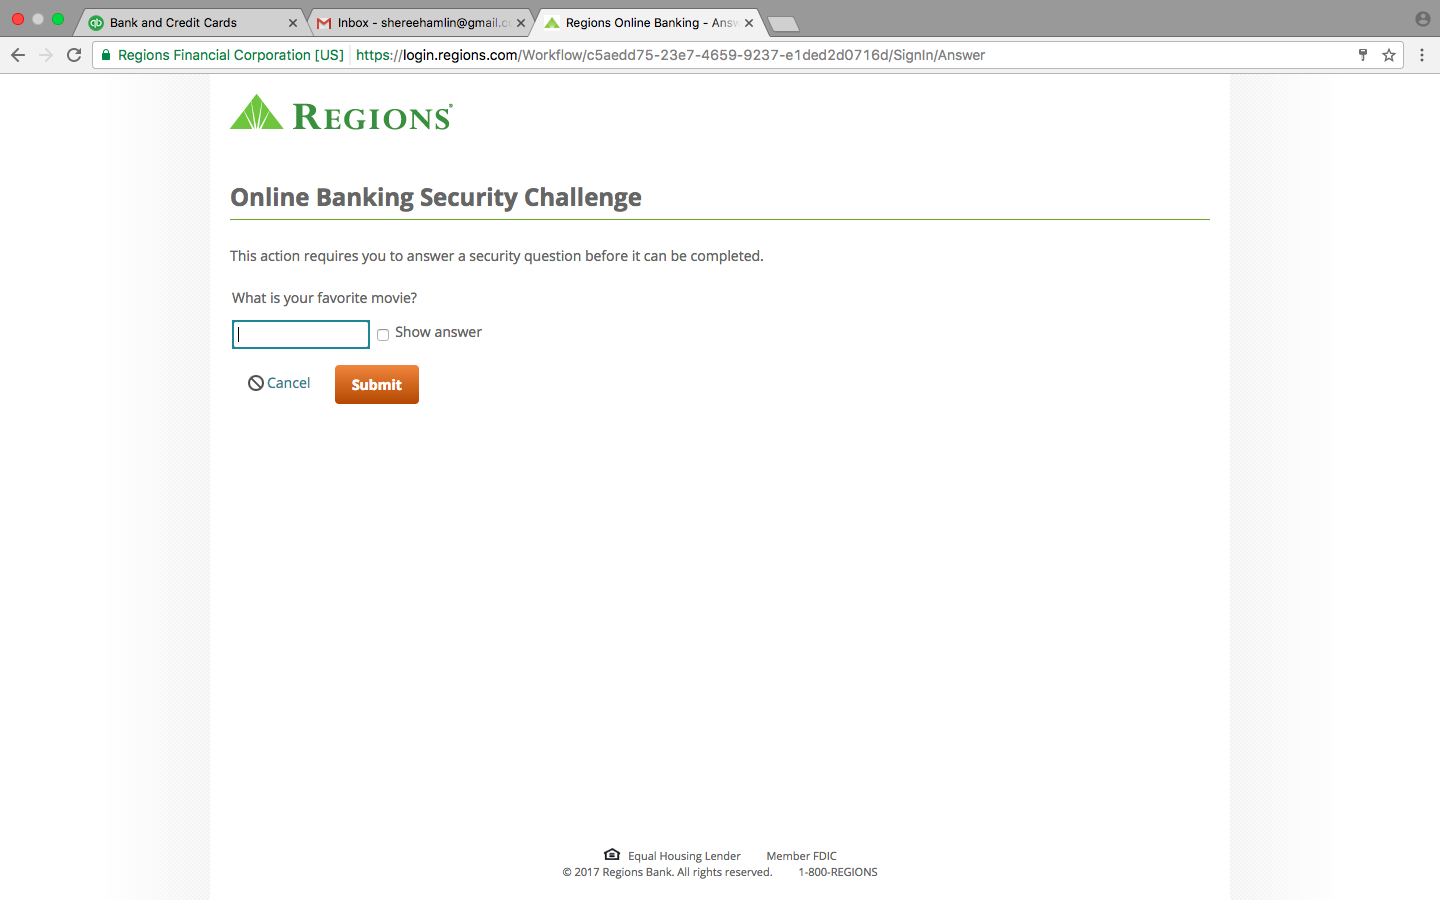 Bank and Credit Cards
Inbox - shereehamlin@gmail.c
Regions Online Banking - Answ
Regions Financial Corporation [US] https://login.regions.com/Workflow/c5aedd75-23e7-4659-9237-e1ded2d0716d/SignIn/Answer
REGIONS®
Online Banking Security Challenge
This action requires you to answer a security question before it can be completed.
What is your favorite movie?
Show answer
Cancel
Submit
Equal Housing Lender Member FDIC
© 2017 Regions Bank. All rights reserved. 1-800-REGIONS